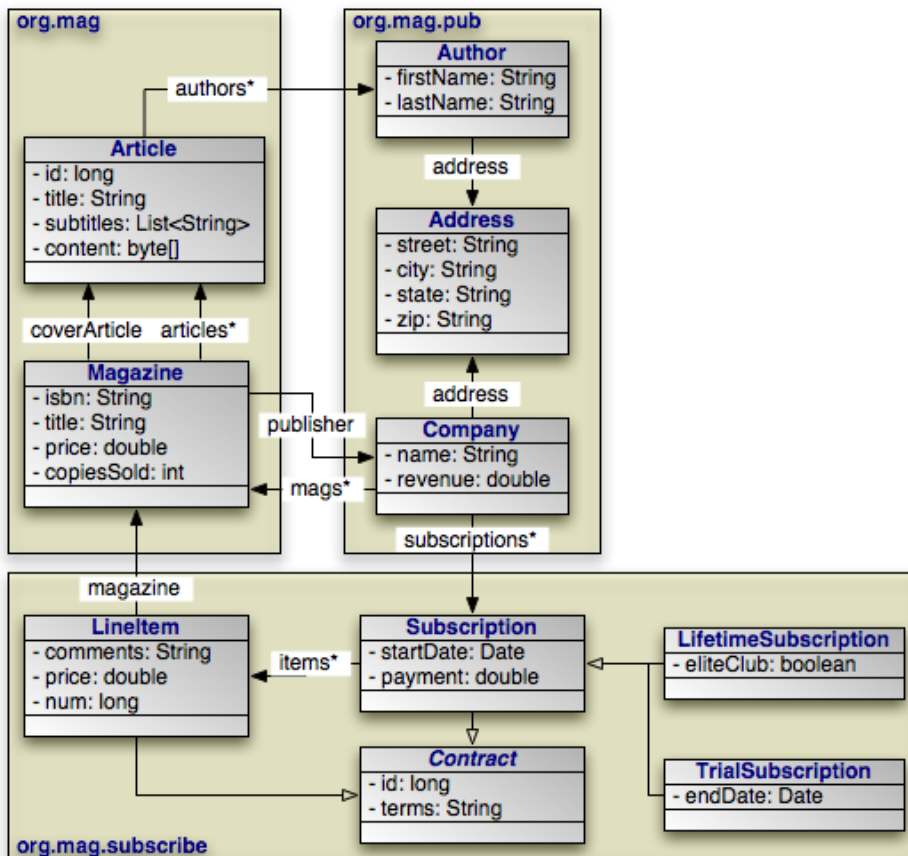 org.mag
org.mag.pub
Author
- firstName: String
- lastName: String
authors*
Article
- id: long
- title: String
- subtitles: List<String>
- content: byte[]
address
Address
- street: String
- city: String
- state: String
- zip: String
coverArticle
articles*
Magazine
- isbn: String
- title: String
- price: double
- copiesSold: int
address
publisher
Company
- name: String
- revenue: double
mags*
subscriptions*
magazine
LineItem
- comments: String
- price: double
- num: long
items*
Subscription
- startDate: Date
- payment: double
LifetimeSubscription
- eliteClub: boolean
Contract
- id: long
- terms: String
TrialSubscription
- endDate: Date
org.mag.subscribe